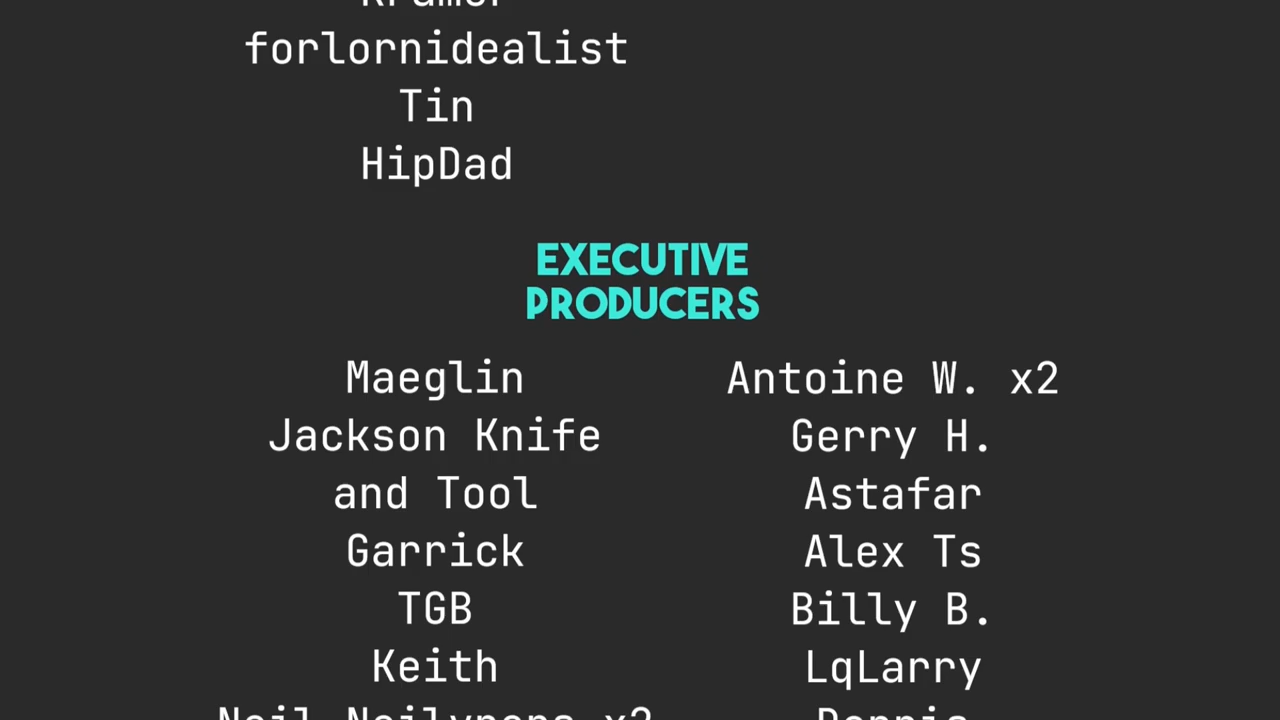 forlornidealist
Tin
HipDad
EXECUTIVE
PRODUCERS
Maeglin
Jackson Knife
and Tool
Garrick
TGB
Keith
Antoine W. x2
Gerry H.
Astafar
Alex Ts
Billy B.
LqLarry